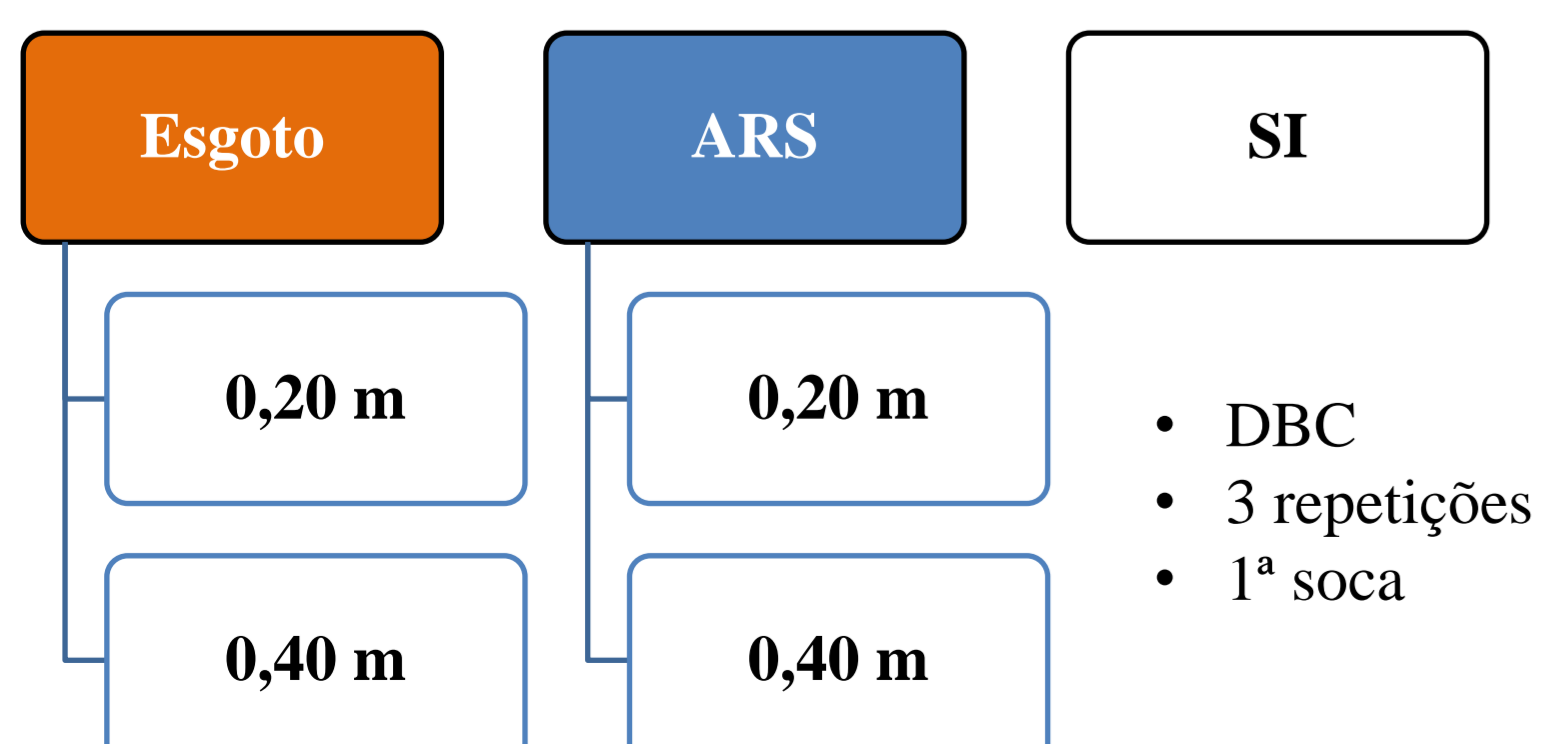 Esgoto
ARS
SI
0,20 m
0,20 m
0,40 m
0,40 m
• DBC
• 3 repetições
• 1ª soca